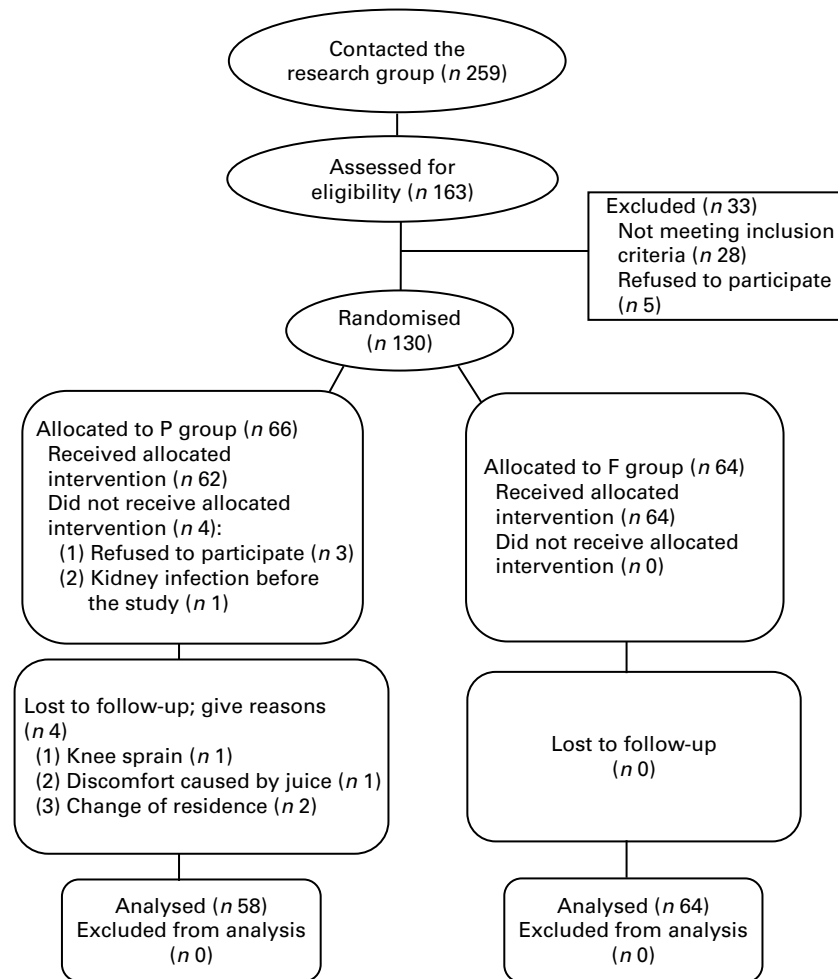 Contacted the
research group (n 259)
Assessed for
eligibility (n 163)
Excluded (n 33)
Not meeting inclusion
criteria (n 28)
Refused to participate
(n 5)
Randomised
(n 130)
Allocated to P group (n 66)
Received allocated
intervention (n 62)
Did not receive allocated
intervention (n 4):
(1) Refused to participate (n 3)
(2) Kidney infection before
the study (n 1)
Allocated to F group (n 64)
Received allocated
intervention (n 64)
Did not receive allocated
intervention (n 0)
Lost to follow-up; give reasons
(n 4)
(1) Knee sprain (n 1)
(2) Discomfort caused by juice (n 1)
(3) Change of residence (n 2)
Lost to follow-up
(n 0)
Analysed (n 58)
Excluded from analysis
(n 0)
Analysed (n 64)
Excluded from analysis
(n 0)